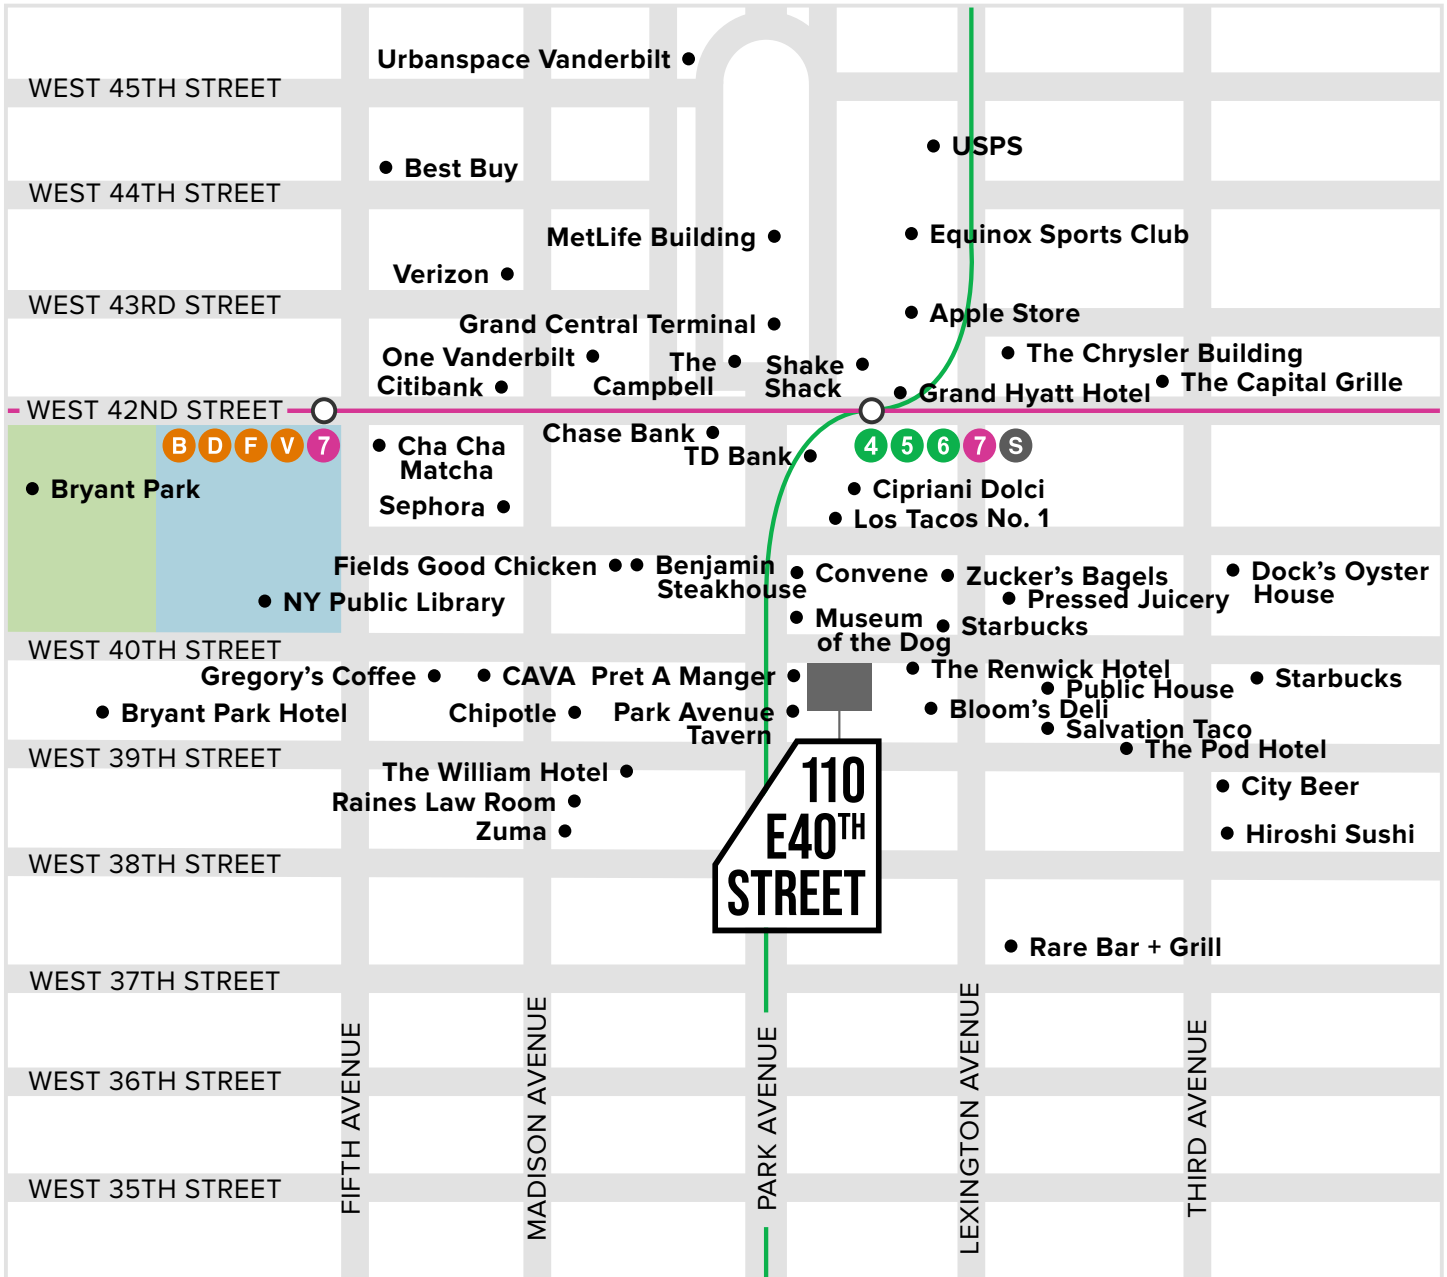 Urbanspace Vanderbilt
WEST 45TH STREET
USPS
Best Buy
WEST 44TH STREET
MetLife Building
Equinox Sports Club
Verizon
WEST 43RD STREET
Apple Store
Grand Central Terminal
One Vanderbilt
The
Campbell
Shake
Shack
The Chrysler Building
Citibank
Grand Hyatt Hotel
The Capital Grille
WEST 42ND STREET
B D F V 7
Cha Cha
Matcha
Chase Bank
TD Bank
4 5 6 7 S
Bryant Park
Sephora
Cipriani Dolci
Los Tacos No. 1
Fields Good Chicken
Benjamin
Steakhouse
Convene
Zucker's Bagels
Dock's Oyster
House
NY Public Library
Pressed Juicery
Museum
of the Dog
Starbucks
WEST 40TH STREET
Gregory's Coffee
CAVA
Pret A Manger
The Renwick Hotel
Public House
Starbucks
Bryant Park Hotel
Chipotle
Park Avenue
Tavern
Bloom's Deli
Salvation Taco
The Pod Hotel
WEST 39TH STREET
The William Hotel
Raines Law Room
Zuma
110
E40TH
STREET
City Beer
Hiroshi Sushi
WEST 38TH STREET
Rare Bar + Grill
WEST 37TH STREET
WEST 36TH STREET
WEST 35TH STREET
FIFTH AVENUE
MADISON AVENUE
PARK AVENUE
LEXINGTON AVENUE
THIRD AVENUE